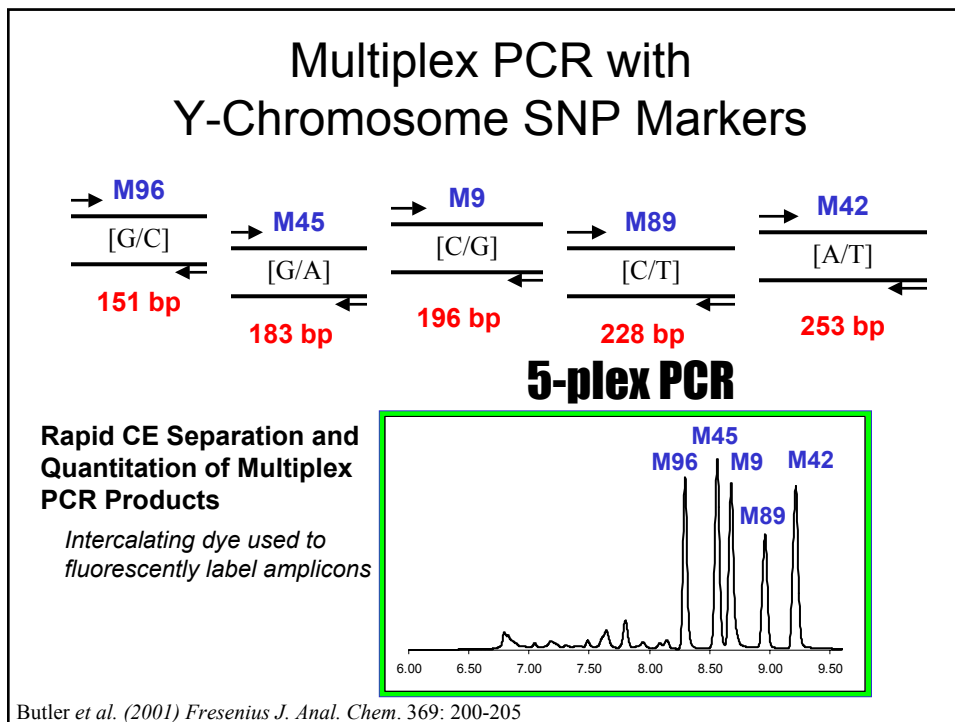 Multiplex PCR with
Y-Chromosome SNP Markers
M96
M45
M9
M89
M42
[G/C]
[G/A]
[C/G]
[C/T]
[A/T]
151 bp
183 bp
196 bp
228 bp
253 bp
5-plex PCR
Rapid CE Separation and
Quantitation of Multiplex
PCR Products
Intercalating dye used to
fluorescently label amplicons
M45
M96
M9
M42
M89
6.00 6.50 7.00 7.50 8.00 8.50 9.00 9.50
Butler et al. (2001) Fresenius J. Anal. Chem. 369: 200-205